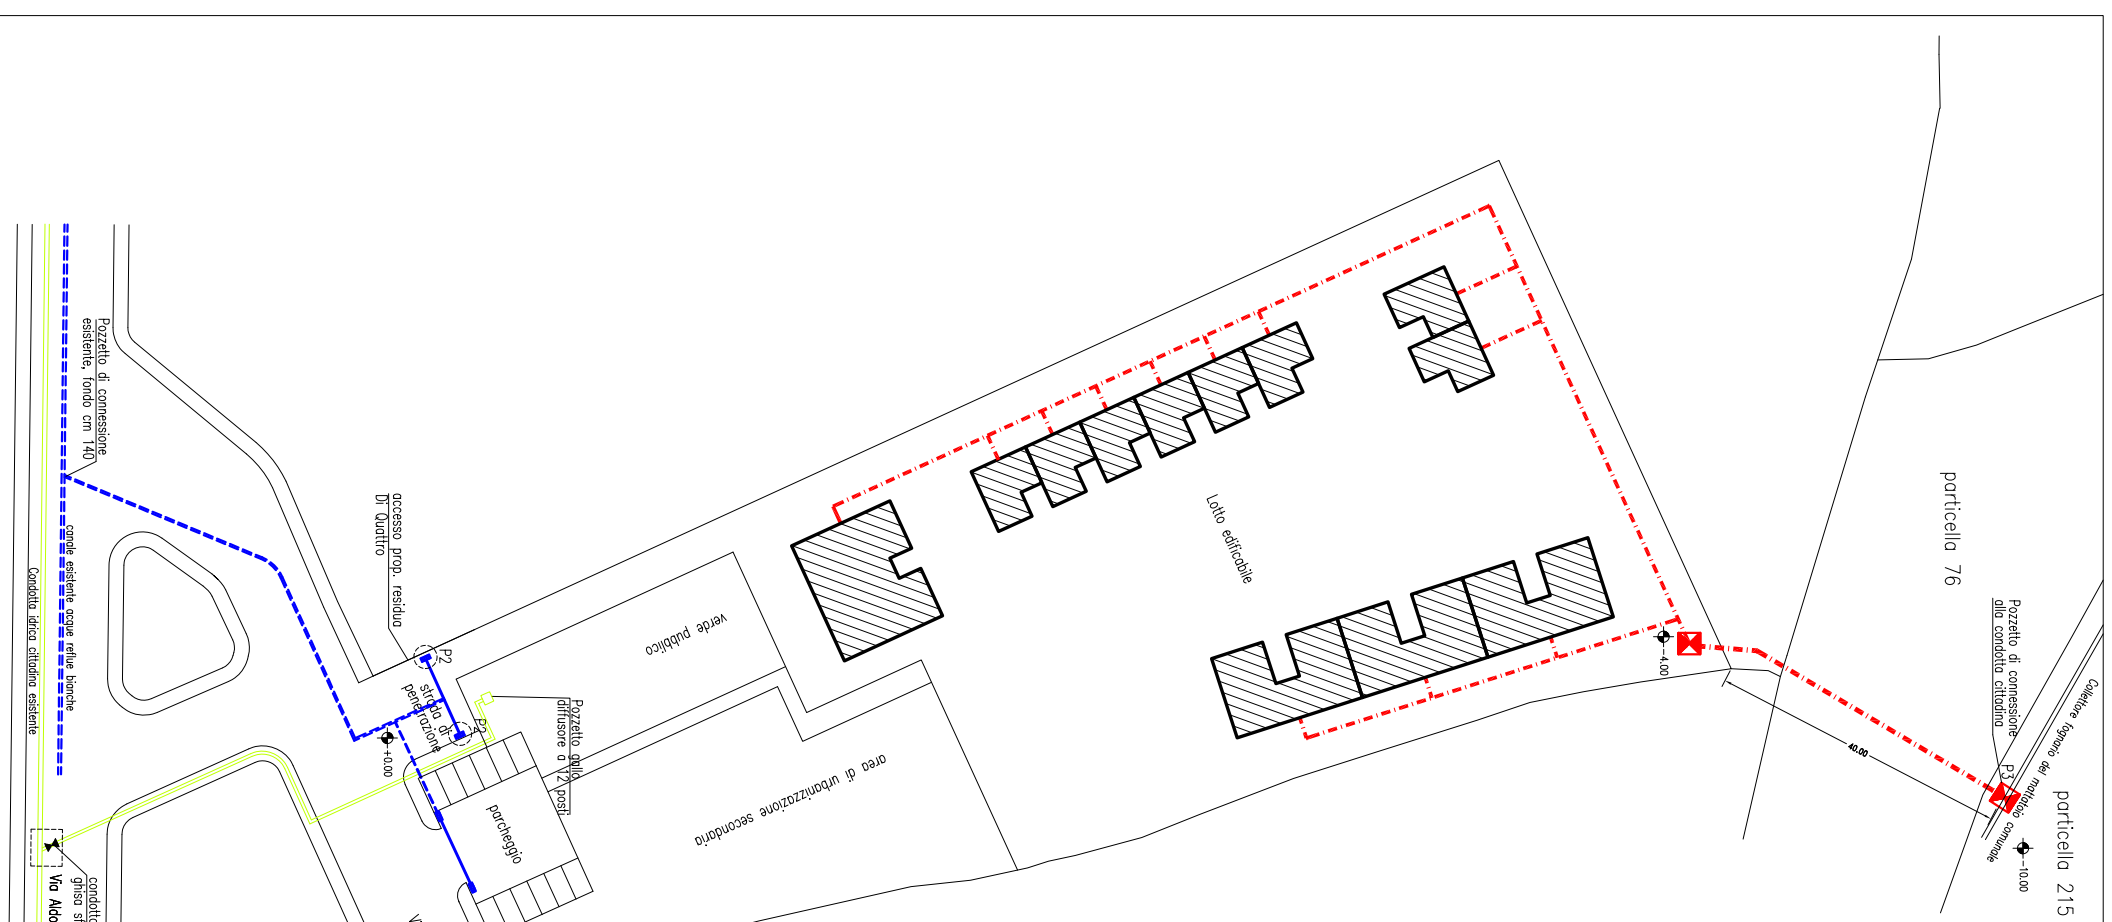 Pozzetto di connessione
esistente, fondo cm 140
canale esistente acque reflue bianche
Condotta idrica cittadina esistente
accesso prop. residua
Di Quattro
P2
P2
strada di
penetrazione
+0.00
Pozzetto
diffusore a 12 posti
parcheggio
verde pubblico
area di urbanizzazione secondaria
Lotto edificabile
-4.00
40.00
particella 76
Pozzetto di connessione
alla condotta cittadina
P3
Collettore fognario del mattatoio comunale
particella 215
-10.00
condotta
ghisa
Via Aldo